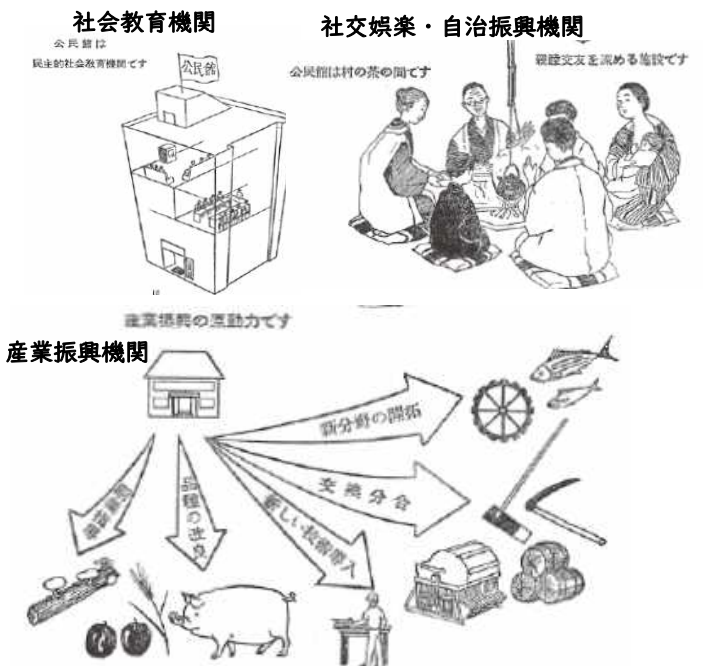 社会教育機関
公民館は
民主的社会教育機関です
公民館
社交娯楽・自治振興機関
公民館は村の茶の間です
親睦交友を深める施設です
産業振興の原動力です
産業振興機関
新分野の開拓
交換分合
新しい技術導入
品種の改良